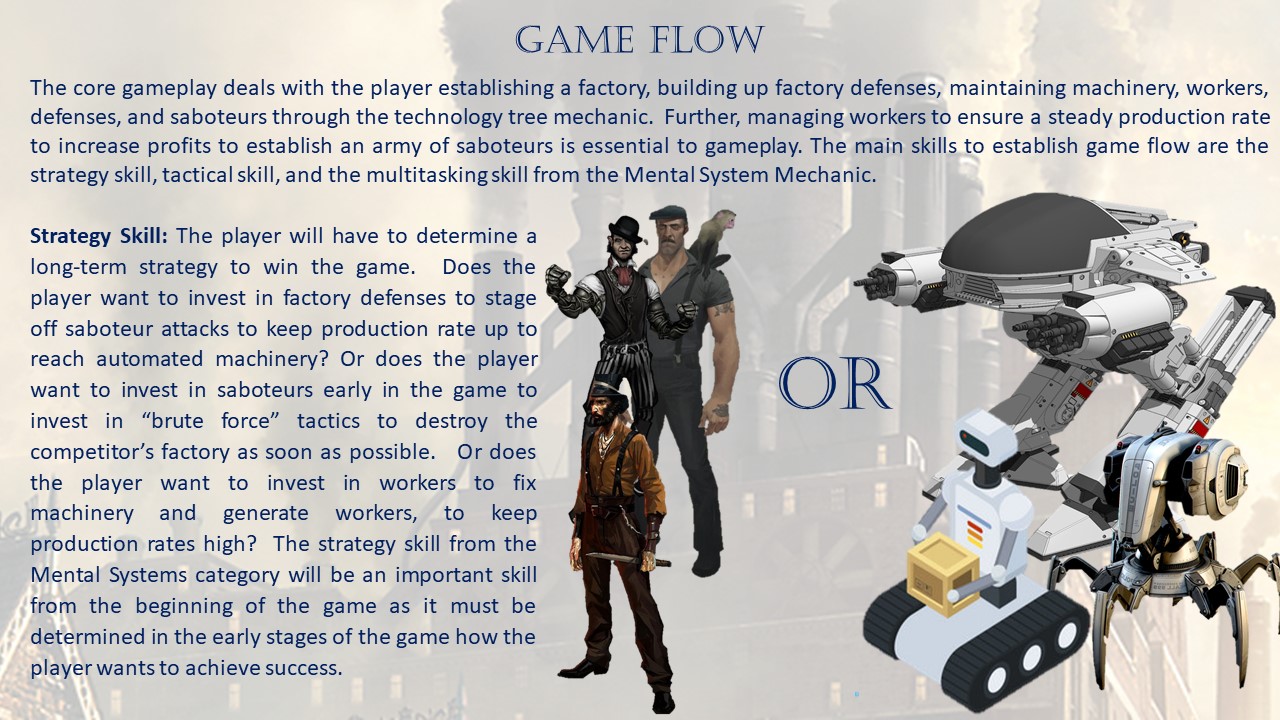 GAME FLOW
The core gameplay deals with the player establishing a factory, building up factory defenses, maintaining machinery, workers,
defenses, and saboteurs through the technology tree mechanic. Further, managing workers to ensure a steady production rate
to increase profits to establish an army of saboteurs is essential to gameplay. The main skills to establish game flow are the
strategy skill, tactical skill, and the multitasking skill from the Mental System Mechanic.
Strategy Skill: The player will have to determine a
long-term strategy to win the game. Does the
player want to invest in factory defenses to stage
off saboteur attacks to keep production rate up to
reach automated machinery? Or does the player
want to invest in saboteurs early in the game to
invest in “brute force” tactics to destroy the
competitor’s factory as soon as possible. Or does
the player want to invest in workers to fix
machinery and generate workers, to keep
production rates high? The strategy skill from the
Mental Systems category will be an important skill
from the beginning of the game as it must be
determined in the early stages of the game how the
player wants to achieve success.
OR